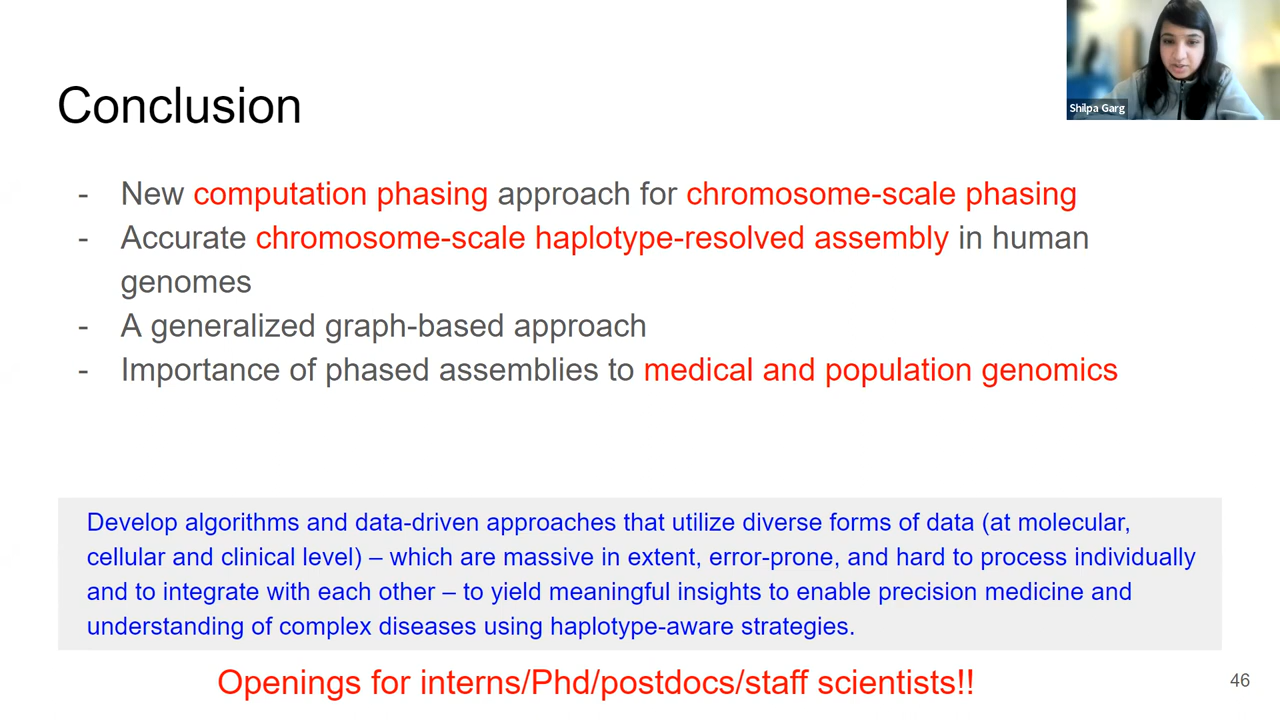 Conclusion
Shilpa Garg
- New computation phasing approach for chromosome-scale phasing
- Accurate chromosome-scale haplotype-resolved assembly in human
genomes
- A generalized graph-based approach
- Importance of phased assemblies to medical and population genomics
Develop algorithms and data-driven approaches that utilize diverse forms of data (at molecular,
cellular and clinical level) – which are massive in extent, error-prone, and hard to process individually
and to integrate with each other – to yield meaningful insights to enable precision medicine and
understanding of complex diseases using haplotype-aware strategies.
Openings for interns/Phd/postdocs/staff scientists!!
46